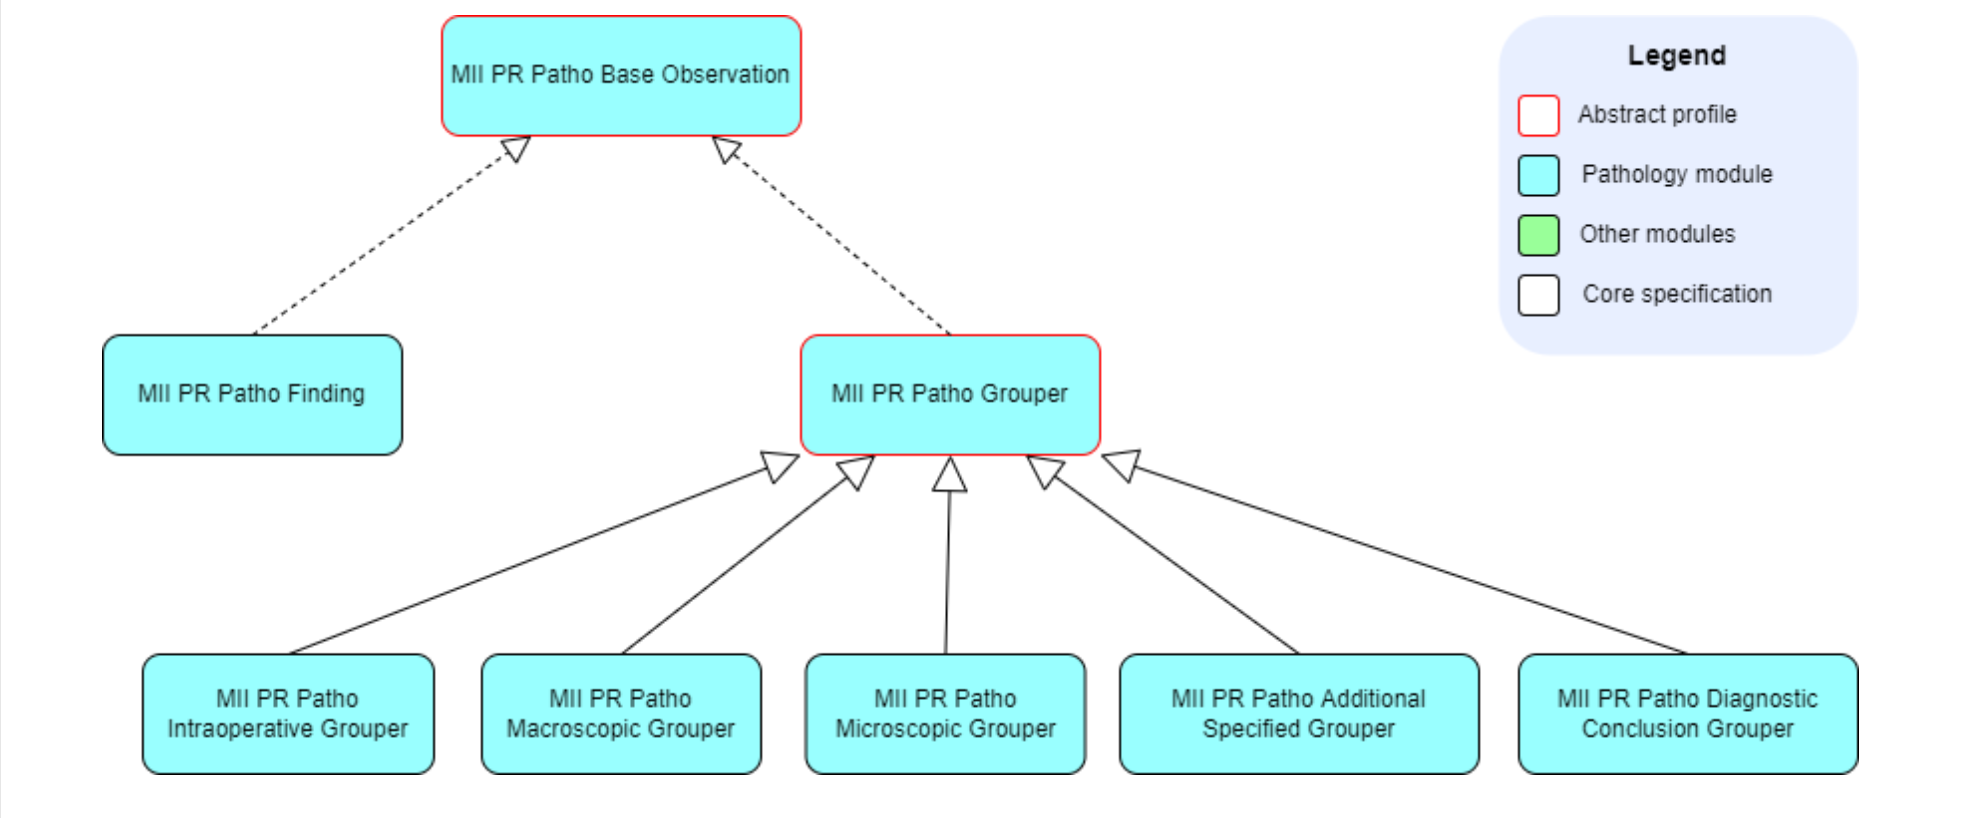 MII PR Patho Base Observation
Legend
Abstract profile
Pathology module
Other modules
Core specification
MII PR Patho Finding
MII PR Patho Grouper
MII PR Patho
Intraoperative Grouper
MII PR Patho
Macroscopic Grouper
MII PR Patho
Microscopic Grouper
MII PR Patho Additional
Specified Grouper
MII PR Patho Diagnostic
Conclusion Grouper